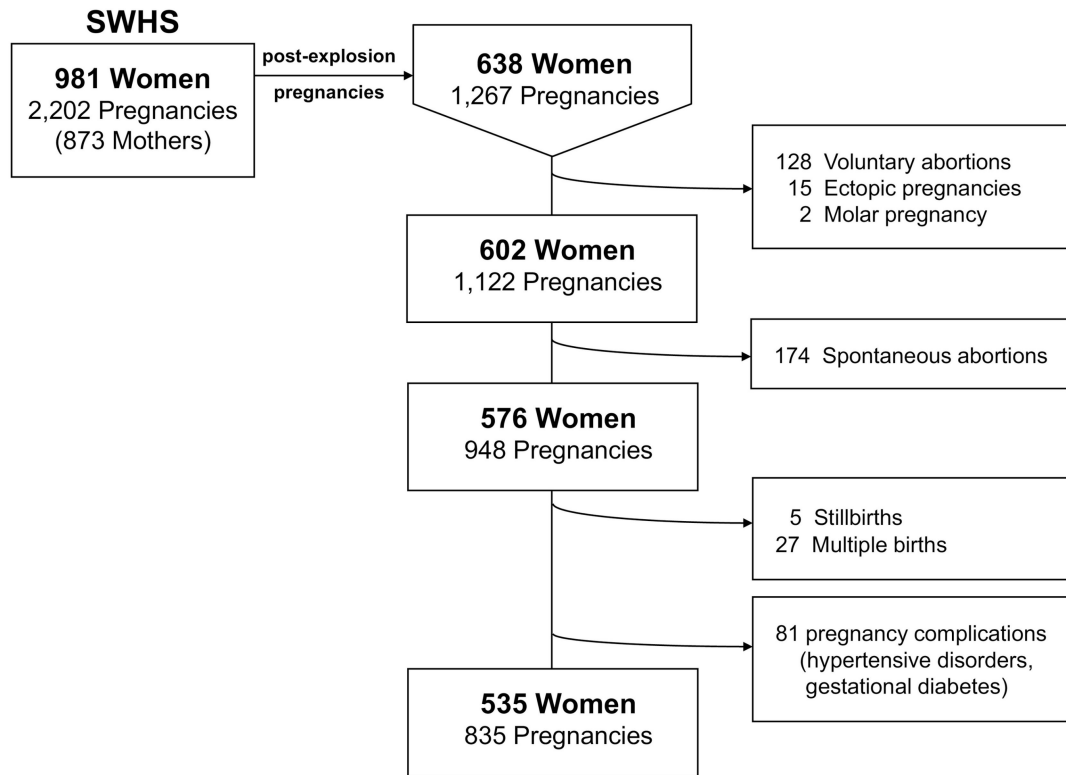 SWHS
981 Women
2,202 Pregnancies
(873 Mothers)
post-explosion
pregnancies
638 Women
1,267 Pregnancies
128 Voluntary abortions
15 Ectopic pregnancies
2 Molar pregnancy
602 Women
1,122 Pregnancies
174 Spontaneous abortions
576 Women
948 Pregnancies
5 Stillbirths
27 Multiple births
81 pregnancy complications
(hypertensive disorders,
gestational diabetes)
535 Women
835 Pregnancies